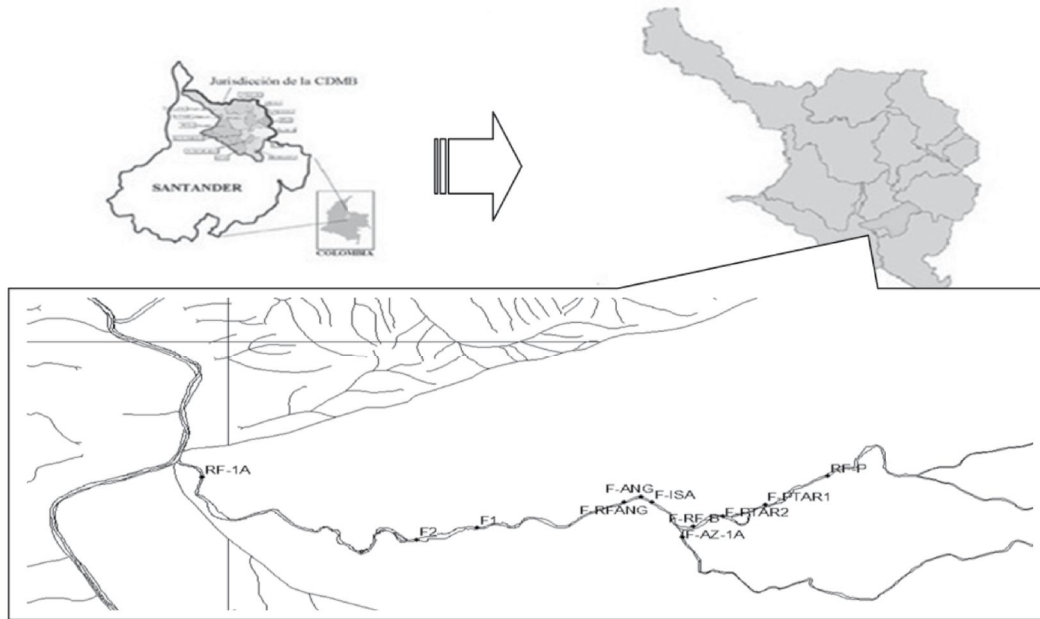 Jurisdicción de la CDMB
SANTANDER
COLOMBIA
RF-1A
F2
F1
F-RFANG
F-ANG
F-ISA
F-RF-B
F-AZ-1A
F-PTAR2
F-PTAR1
RF-P